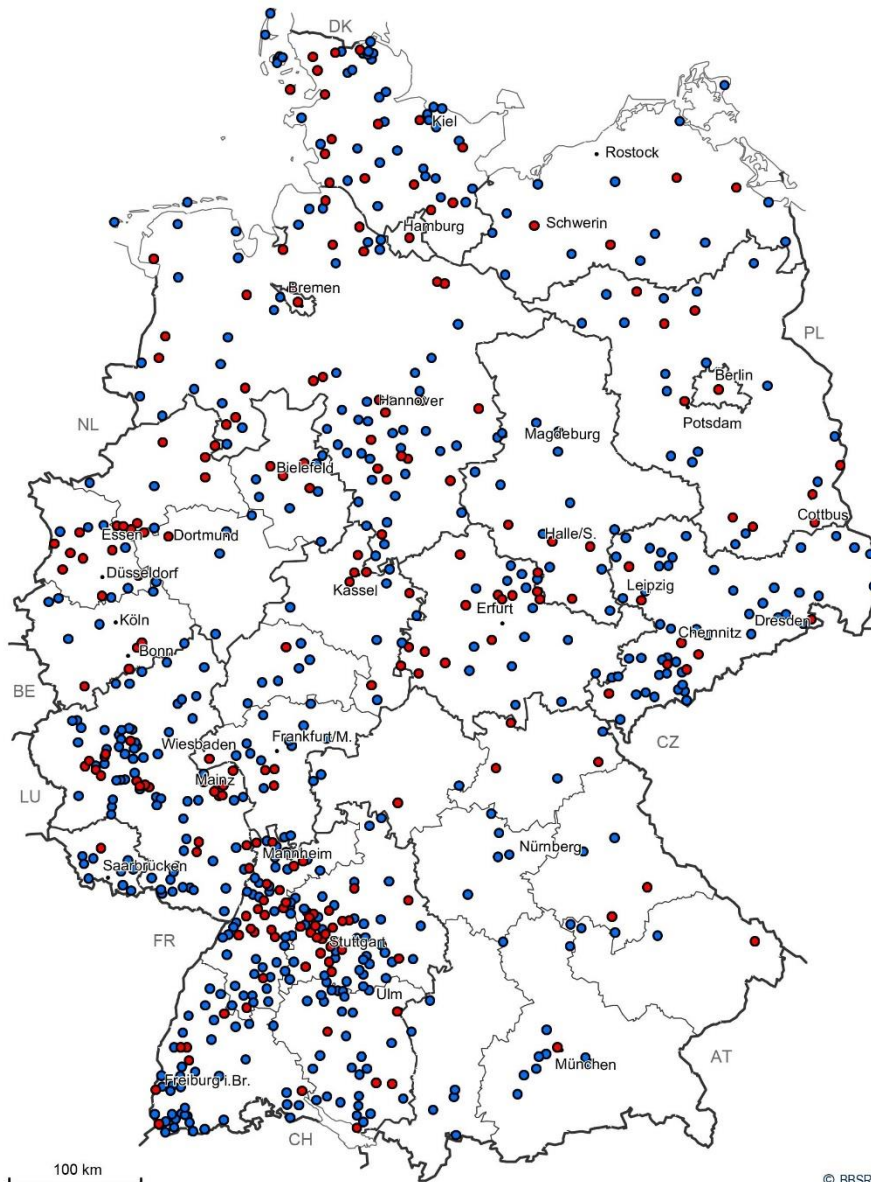 DK
Kiel
Rostock
Hamburg
Schwerin
Bremen
PL
Berlin
Hannover
Potsdam
NL
Magdeburg
Bielefeld
Cottbus
Essen
Dortmund
Halle/S.
Düsseldorf
Kassel
Leipzig
Erfurt
Köln
Dresden
Chemnitz
Bonn
BE
Wiesbaden
Frankfurt/M.
CZ
Mainz
LU
Nürnberg
Mannheim
Saarbrücken
FR
Stuttgart
Ulm
AT
München
Freiburg i.Br.
CH
100 km
© BBSR